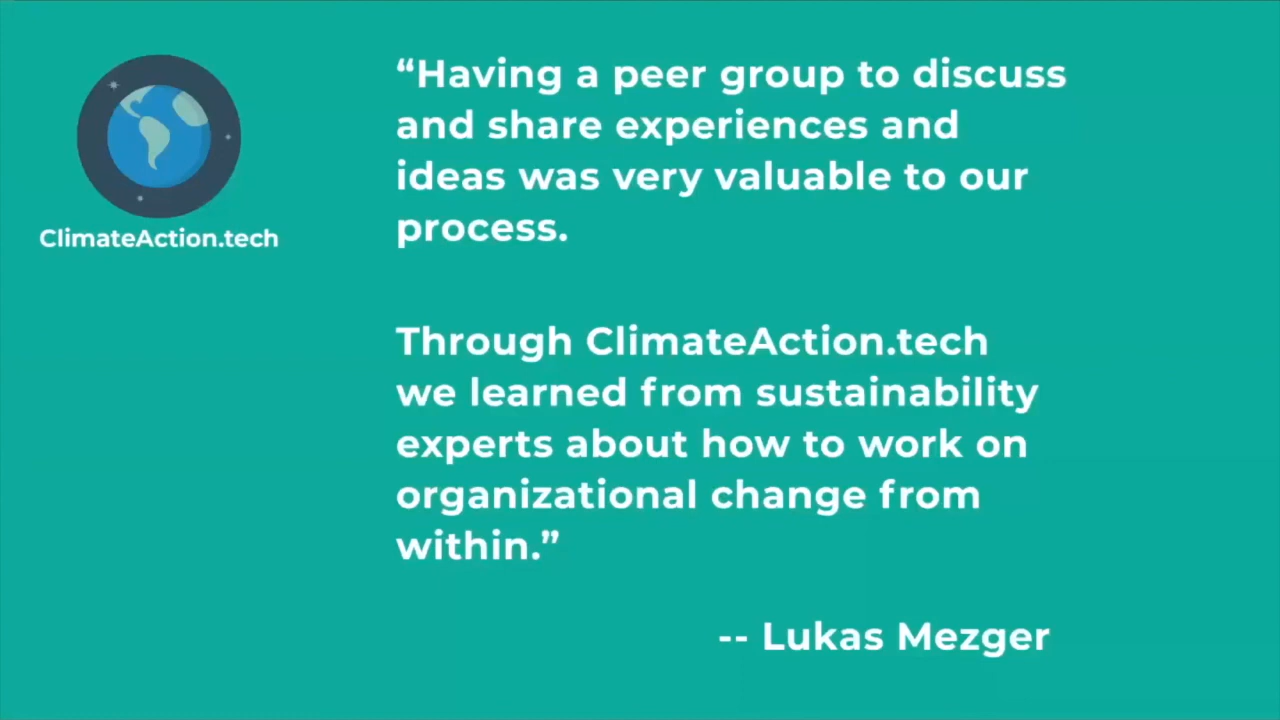 ClimateAction.tech
“Having a peer group to discuss
and share experiences and
ideas was very valuable to our
process.
Through ClimateAction.tech
we learned from sustainability
experts about how to work on
organizational change from
within.”
-- Lukas Mezger